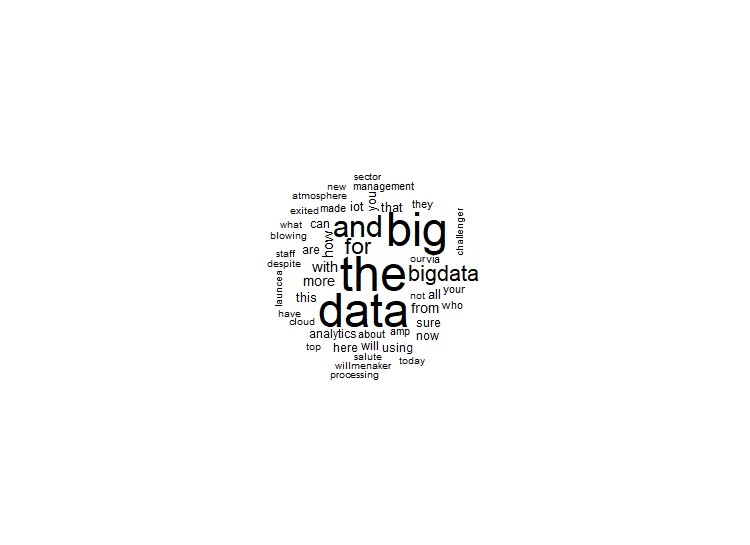 sector
new management
atmosphere
you
exited made iot that they
what can and big
challenger
blowing how for
staff are our via
despite with the bigdata
launcea more not all your
this data from who
have
cloud sure
analytics about amp now
top here will using
salute today
willmenaker
processing